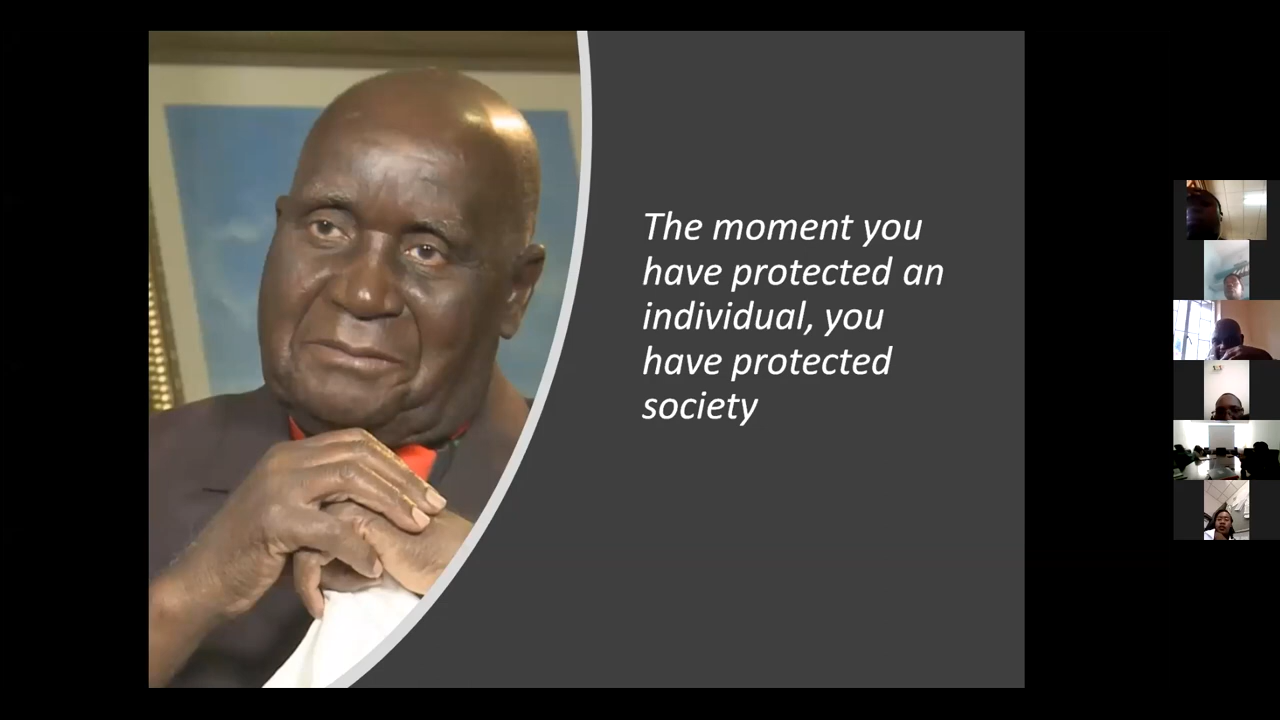 The moment you
have protected an
individual, you
have protected
society